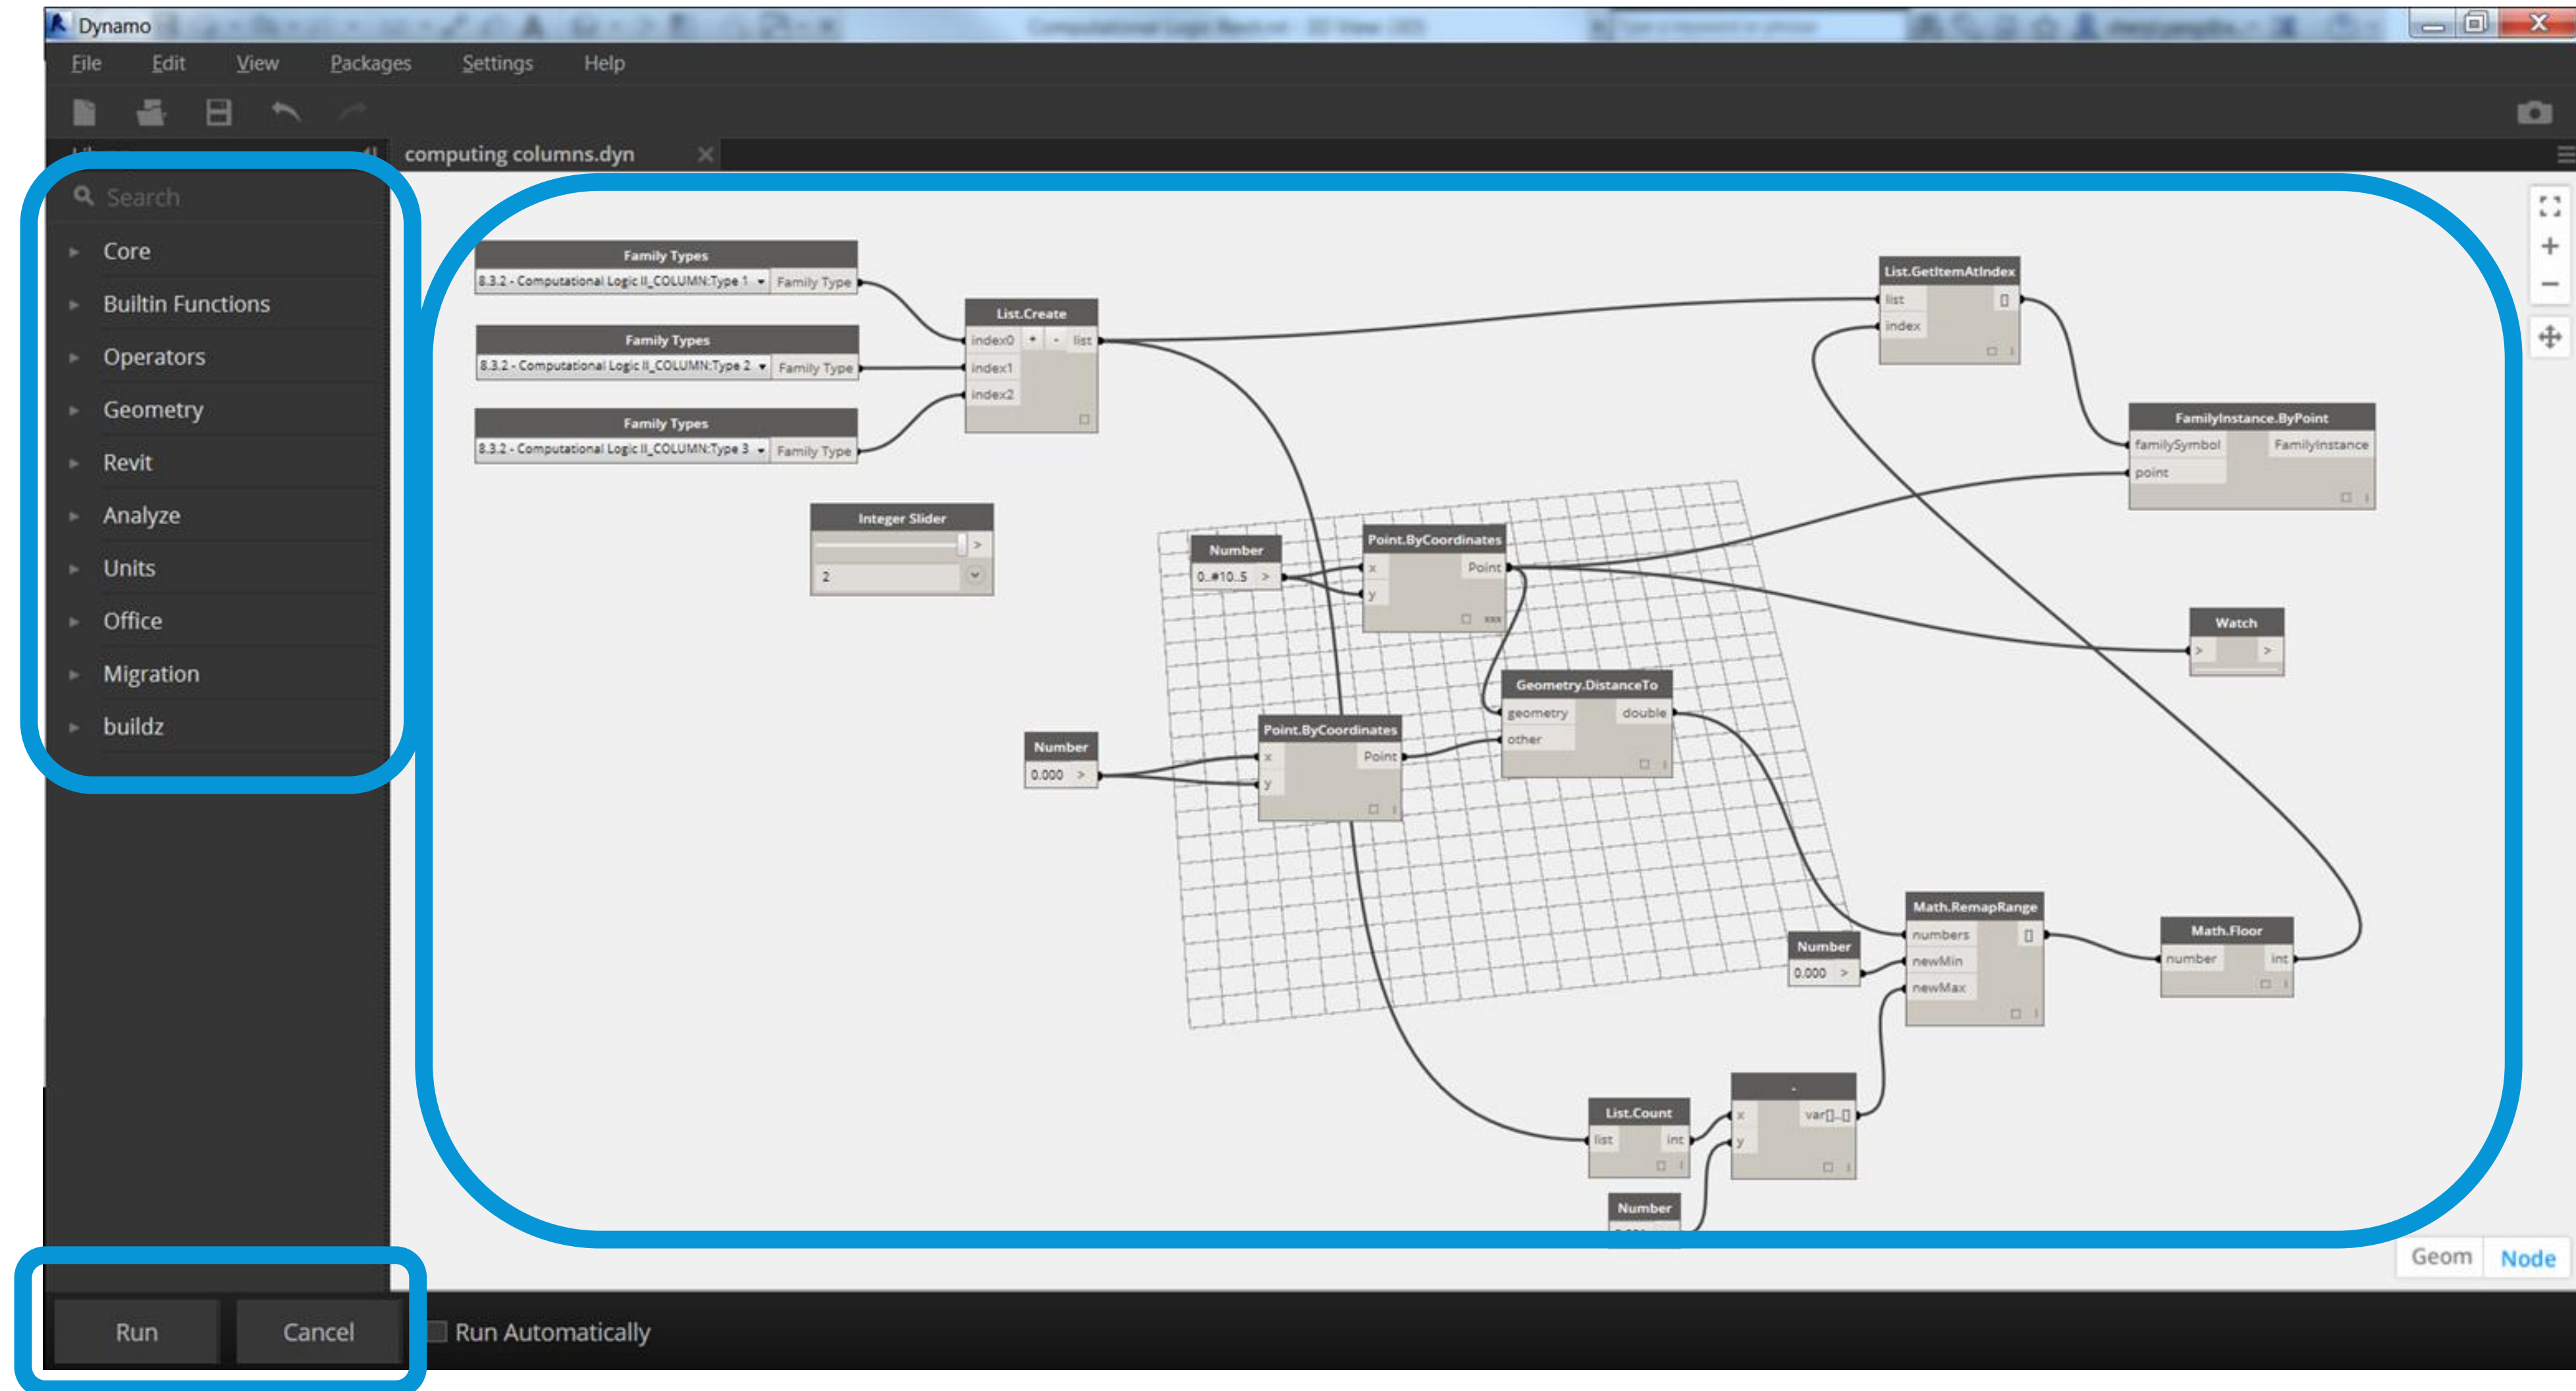 Dynamo
File Edit View Packages Settings Help
computing columns.dyn
Search
Core
Builtin Functions
Operators
Geometry
Revit
Analyze
Units
Office
Migration
buildz
Family Types
8.3.2 - Computational Logic II_COLUMN:Type 1 Family Type
Family Types
8.3.2 - Computational Logic II_COLUMN:Type 2 Family Type
Family Types
8.3.2 - Computational Logic II_COLUMN:Type 3 Family Type
List.Create
index0 + - list
index1
index2
Integer Slider
>
2
Number
0..#10..5 >
Point.ByCoordinates
x Point
y
xxx
Number
0.000 >
Point.ByCoordinates
x Point
y
Geometry.DistanceTo
geometry double
other
List.GetItemAtIndex
list []
index
FamilyInstance.ByPoint
familySymbol FamilyInstance
point
Watch
> >
Number
0.000 >
Math.RemapRange
numbers []
newMin
newMax
Math.Floor
number int
List.Count
list int
-
x var[]..[]
y
Number
Geom Node
Run Cancel Run Automatically